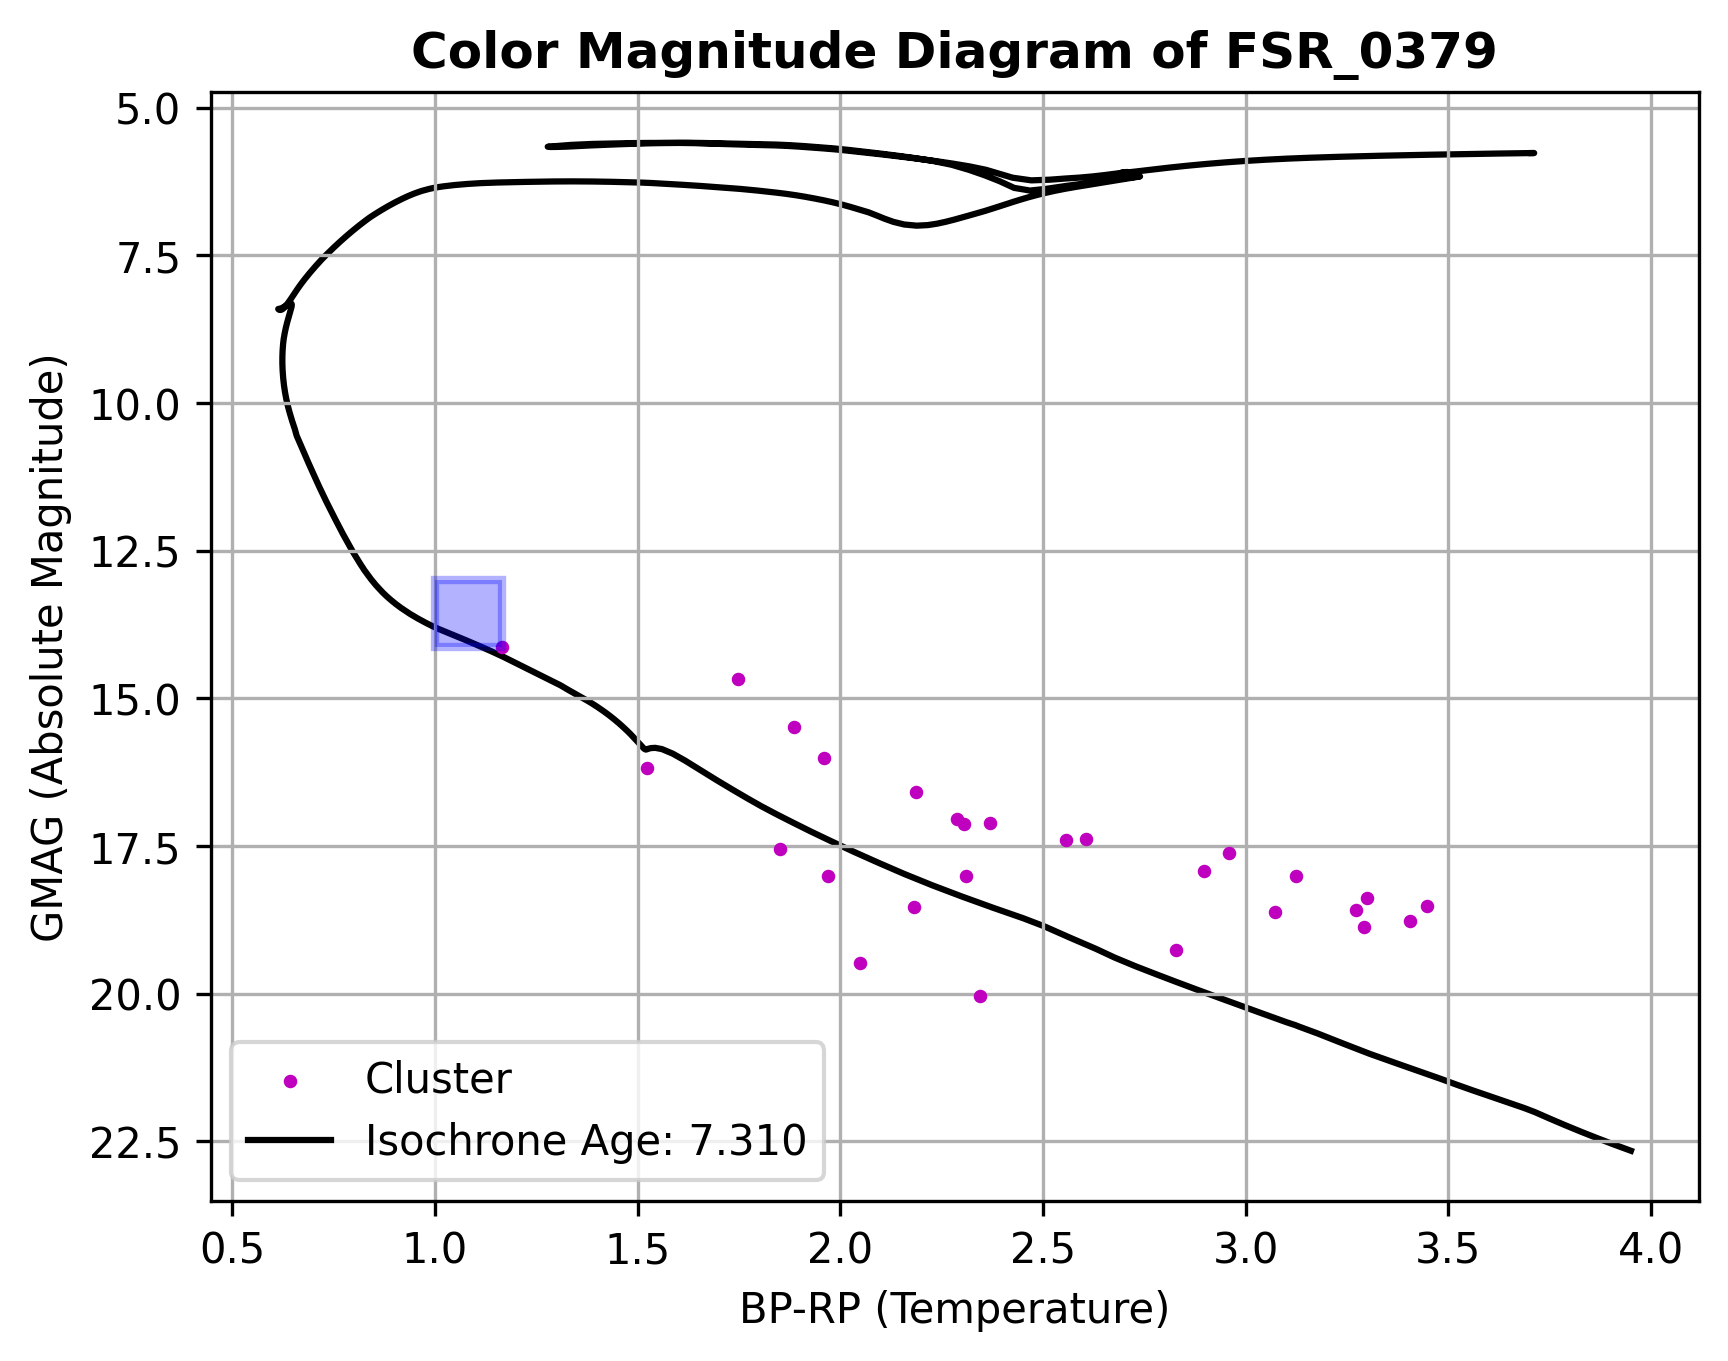 Color Magnitude Diagram of FSR_0379
GMAG (Absolute Magnitude)
5.0
7.5
10.0
12.5
15.0
17.5
20.0
22.5
Cluster
Isochrone Age: 7.310
0.5 1.0 1.5 2.0 2.5 3.0 3.5 4.0
BP-RP (Temperature)